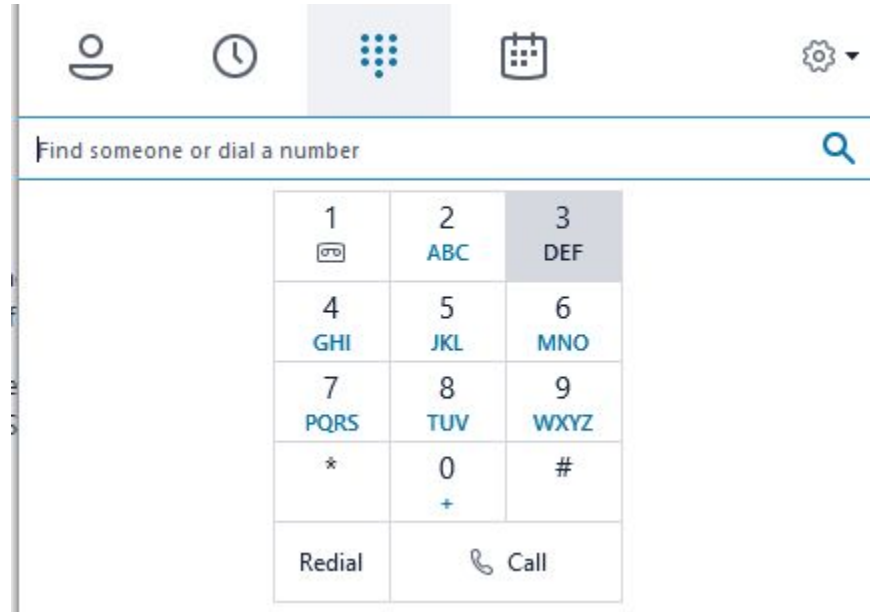 Find someone or dial a number
1 2 3
ABC DEF
4 5 6
GHI JKL MNO
7 8 9
PQRS TUV WXYZ
* 0 #
+
Redial Call